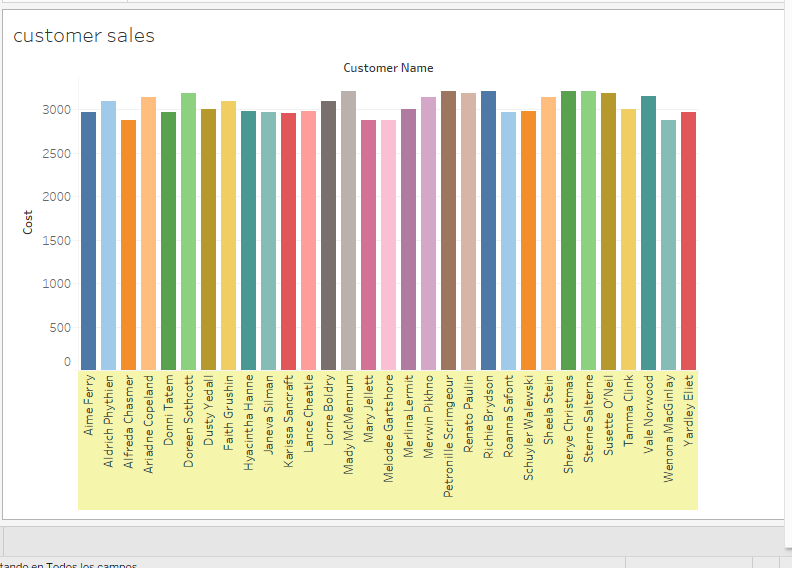 customer sales
Customer Name
3000
2500
2000
1500
1000
500
0
Cost
Aime Ferry
Aldrich Phythien
Alfreda Chasmer
Ariadne Copeland
Donni Tatem
Doreen Sothcott
Dusty Yedall
Faith Grushin
Hyacintha Hanne
Janeva Silman
Karissa Sancraft
Lance Cheatle
Lorne Boldry
Mady McMennum
Mary Jellett
Melodee Gartshore
Merlina Lermit
Merwin Pikhno
Petronille Scrimgeour
Renato Paulin
Richie Brydson
Roanna Safont
Schuyler Walewski
Sheela Stein
Sherye Christmas
Sterne Salterne
Susette O'Neil
Tamma Clink
Vale Norwood
Wenona MacGinlay
Yardley Eliet
tando en Todos los campos